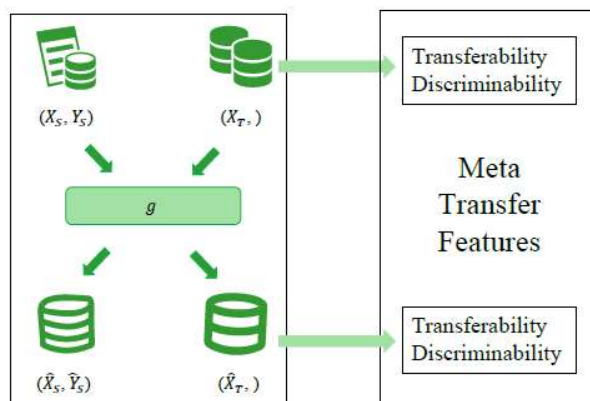 (X_S, Y_S)
(X_T, )
g
(X̂_S, Ŷ_S)
(X̂_T, )
Transferability
Discriminability
Meta
Transfer
Features
Transferability
Discriminability